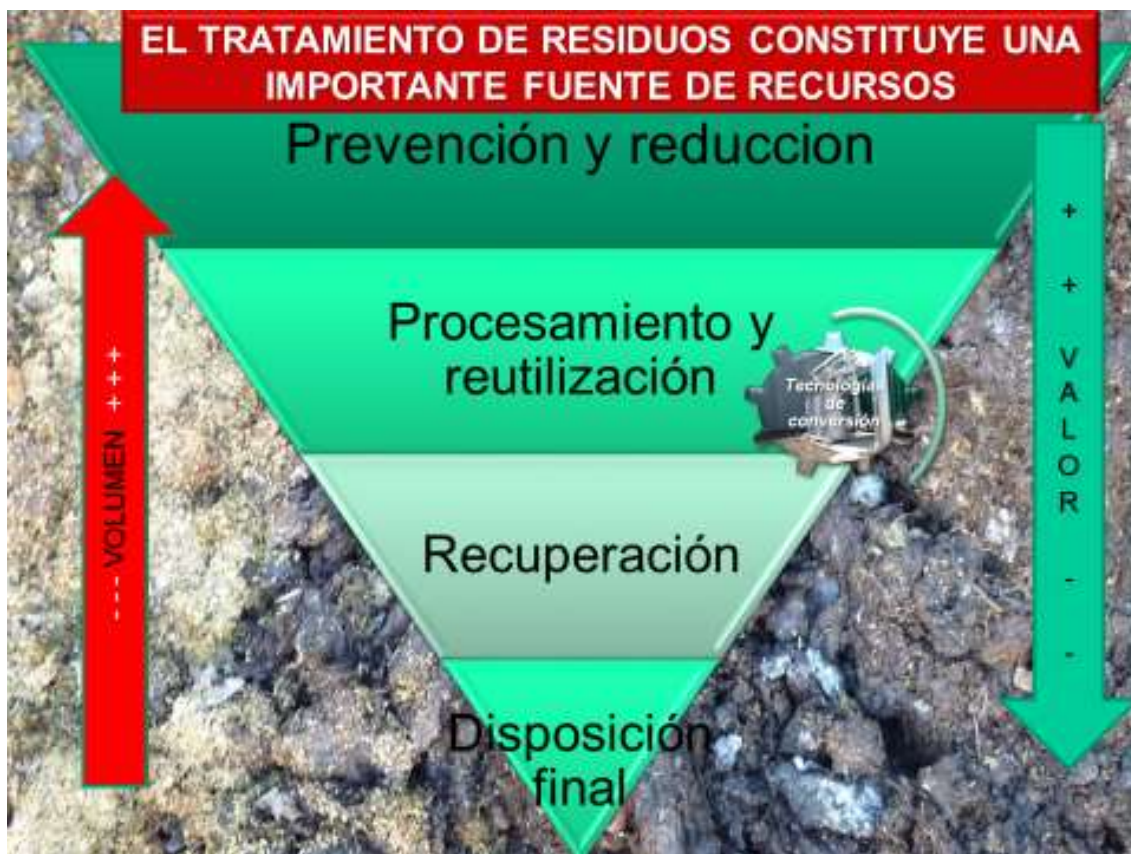 EL TRATAMIENTO DE RESIDUOS CONSTITUYE UNA
IMPORTANTE FUENTE DE RECURSOS
Prevención y reduccion
Procesamiento y
reutilización
Tecnologías
de
conversión
Recuperación
Disposición
final
- - - VOLUMEN +++
+ + VALOR - -